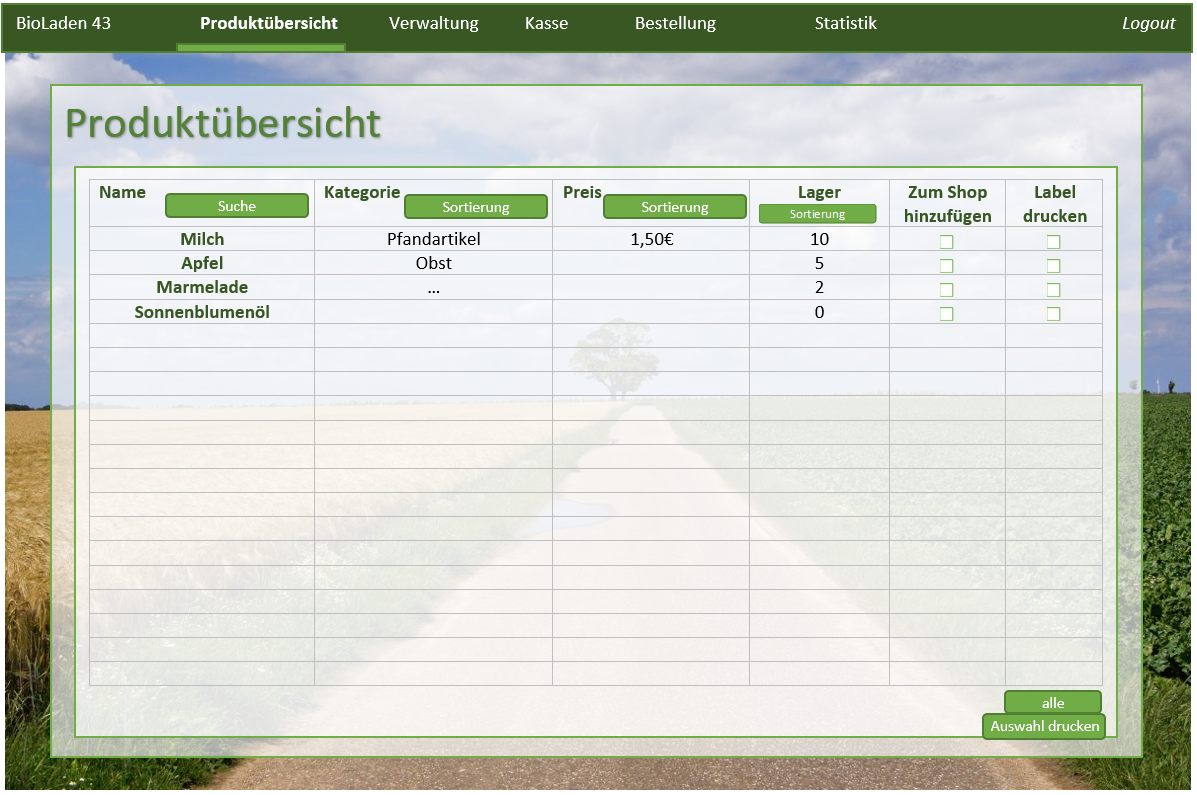 BioLaden 43 Produktübersicht Verwaltung Kasse Bestellung Statistik Logout
Produktübersicht
Name Suche Kategorie Sortierung Preis Sortierung Lager Sortierung Zum Shop hinzufügen Label drucken
Milch Pfandartikel 1,50€ 10
Apfel Obst 5
Marmelade ... 2
Sonnenblumenöl 0
alle
Auswahl drucken